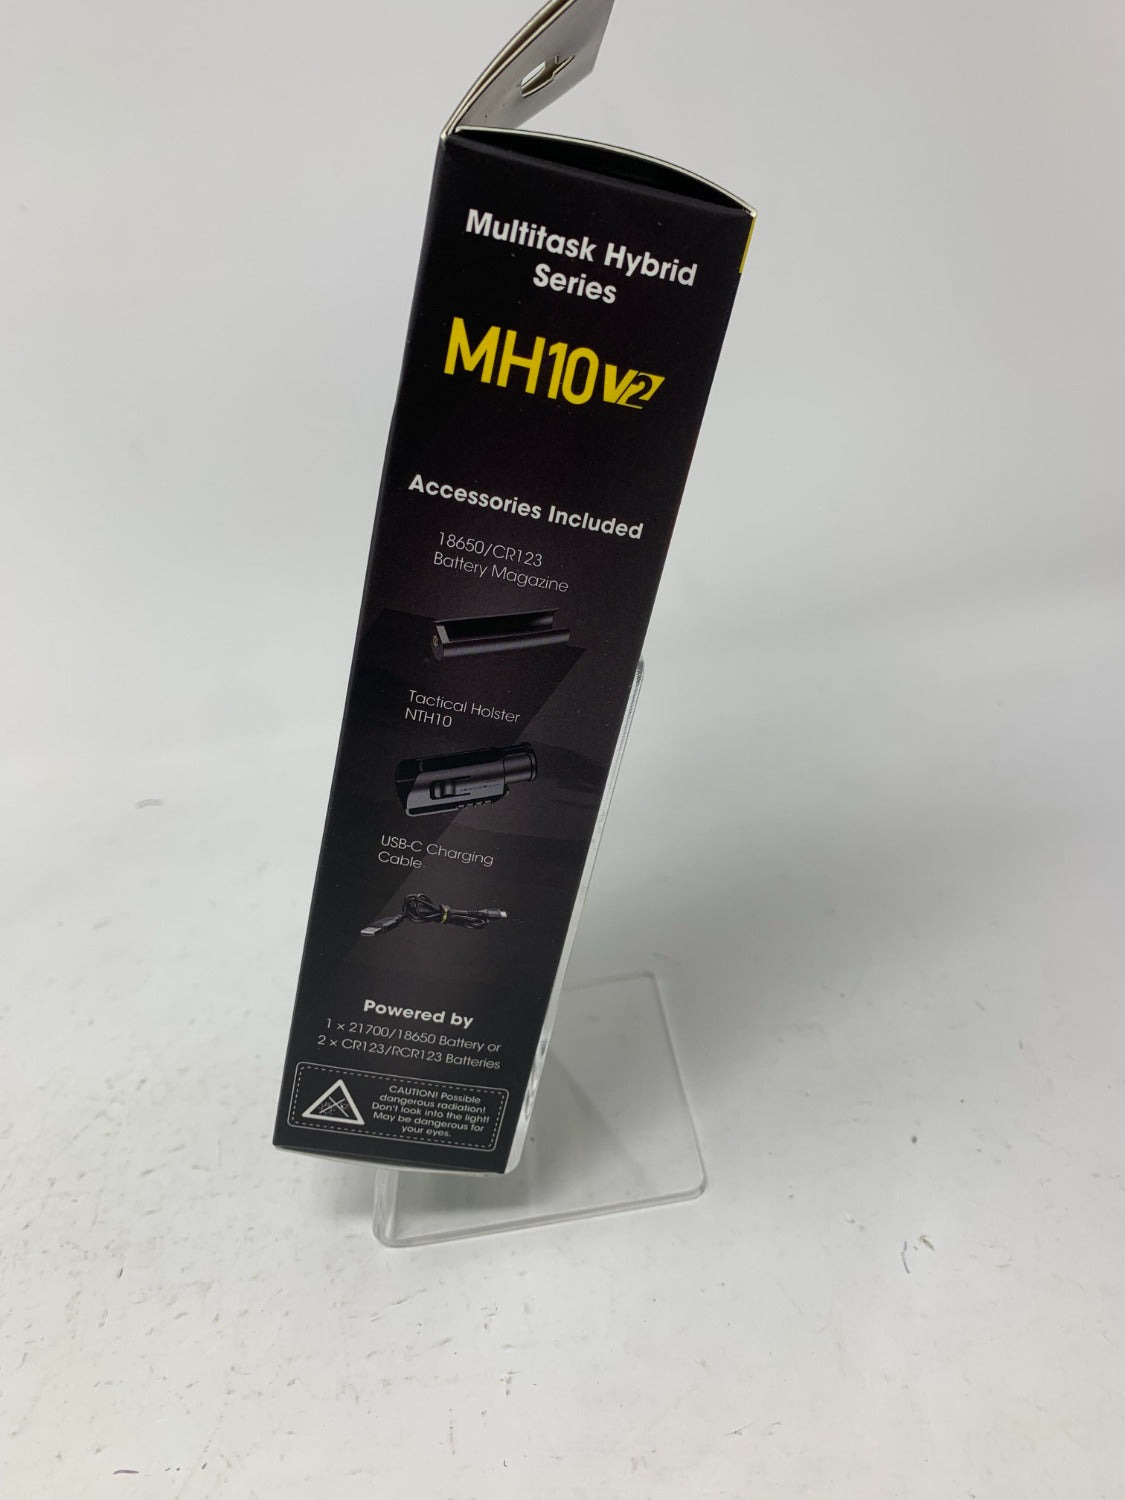 Multitask Hybrid
Series
MH10V2
Accessories Included
18650/CR123
Battery Magazine
Tactical Holster
NTH10
USB-C Charging
Cable
Powered by
1 × 21700/18650 Battery or
2 × CR123/RCR123 Batteries
CAUTION! Possible
dangerous radiation!
Don't look into the light!
May be dangerous for
your eyes.